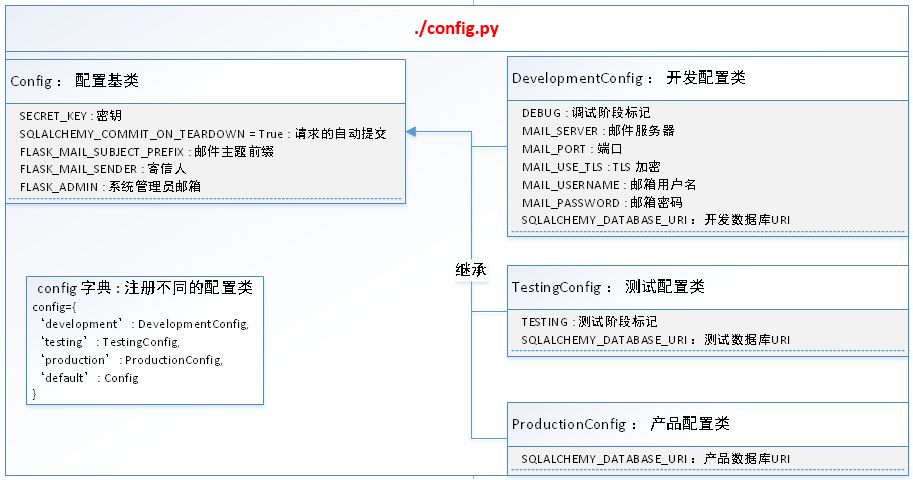 ./config.py
Config： 配置基类
SECRET_KEY : 密钥
SQLALCHEMY_COMMIT_ON_TEARDOWN = True : 请求的自动提交
FLASK_MAIL_SUBJECT_PREFIX : 邮件主题前缀
FLASK_MAIL_SENDER : 寄信人
FLASK_ADMIN : 系统管理员邮箱
DevelopmentConfig： 开发配置类
DEBUG : 调试阶段标记
MAIL_SERVER : 邮件服务器
MAIL_PORT : 端口
MAIL_USE_TLS : TLS 加密
MAIL_USERNAME : 邮箱用户名
MAIL_PASSWORD : 邮箱密码
SQLALCHEMY_DATABASE_URI： 开发数据库URI
继承
config 字典 : 注册不同的配置类
config={
‘development’ : DevelopmentConfig,
‘testing’ : TestingConfig,
‘production’ : ProductionConfig,
‘default’ : Config
}
TestingConfig： 测试配置类
TESTING : 测试阶段标记
SQLALCHEMY_DATABASE_URI： 测试数据库URI
ProductionConfig： 产品配置类
SQLALCHEMY_DATABASE_URI： 产品数据库URI